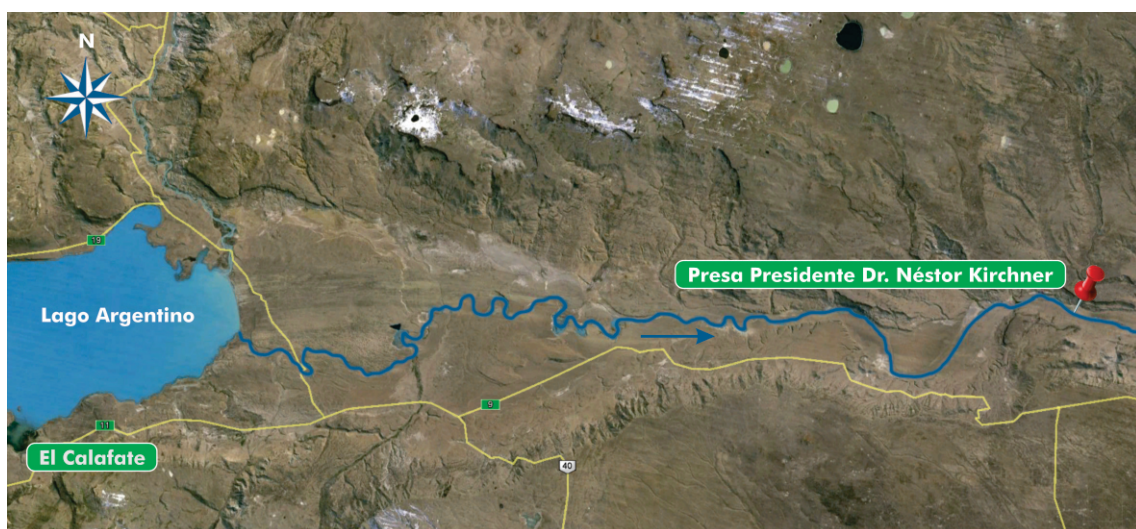 N
19
Presa Presidente Dr. Néstor Kirchner
Lago Argentino
9
11
El Calafate
40